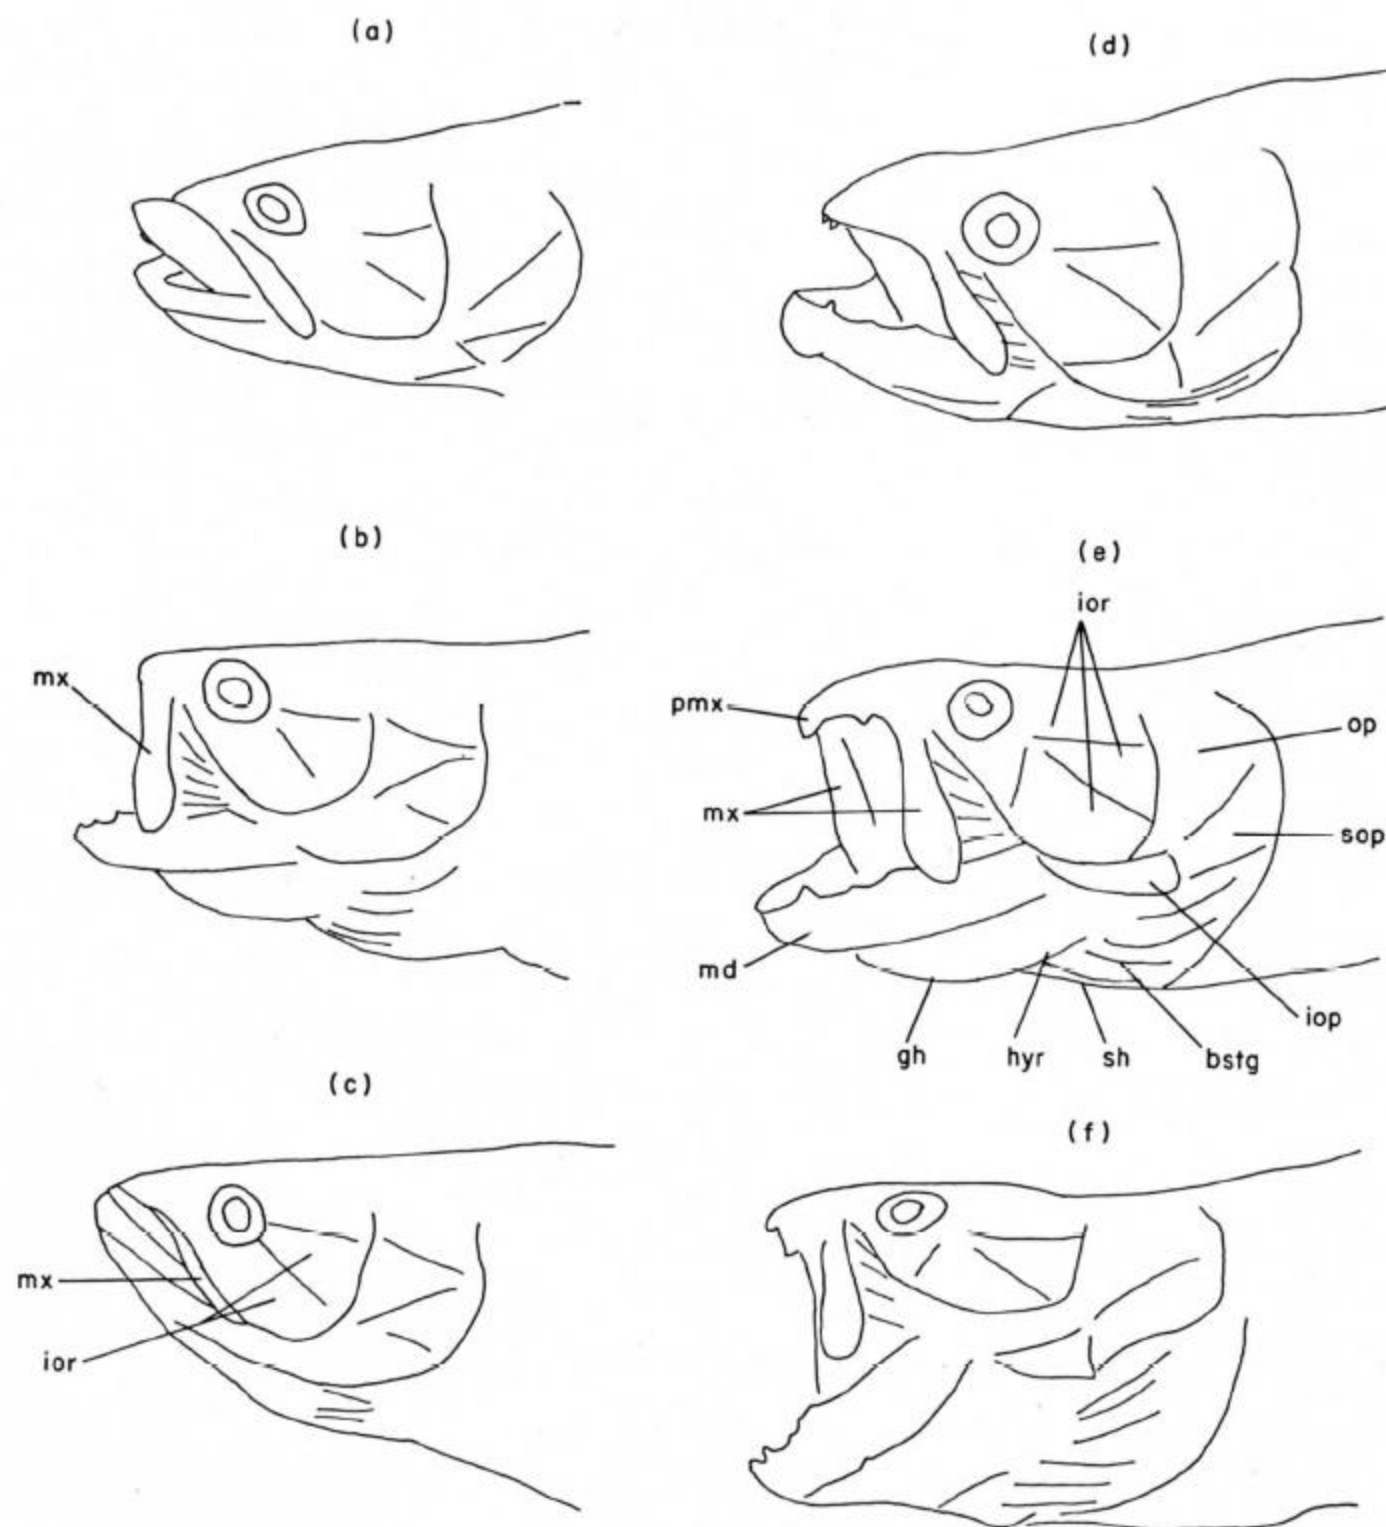 (a)
(d)
(b)
mx
(e)
ior
pmx
op
mx
sop
md
iop
gh hyr sh bstg
(c)
mx
ior
(f)